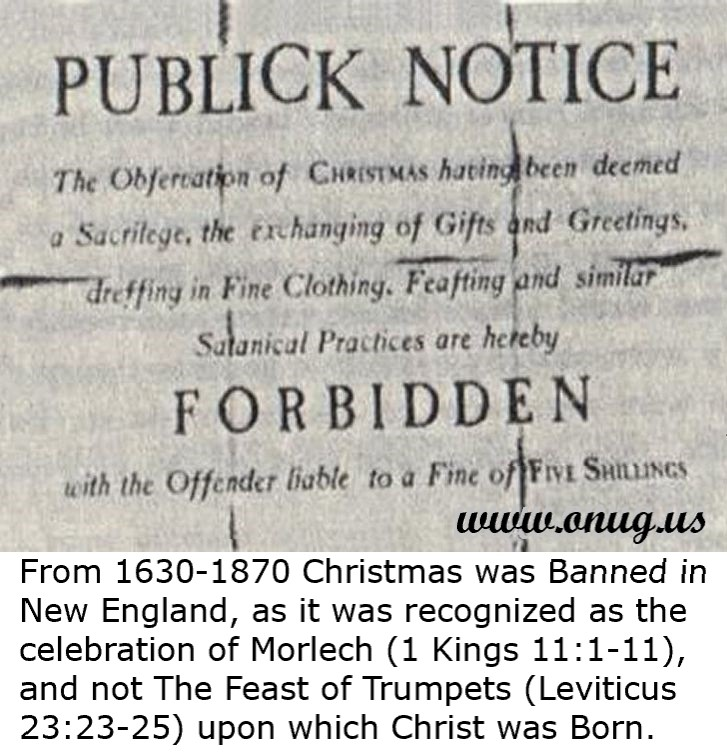 PUBLICK NOTICE
The Obſervation of CHRISTMAS having been deemed
a Sacrilege, the exchanging of Gifts and Greetings,
dreſſing in Fine Clothing, Feaſting and similar
Satanical Practices are hereby
FORBIDDEN
with the Offender liable to a Fine of FIVE SHILLINGS
www.onug.us
From 1630-1870 Christmas was Banned in
New England, as it was recognized as the
celebration of Morlech (1 Kings 11:1-11),
and not The Feast of Trumpets (Leviticus
23:23-25) upon which Christ was Born.